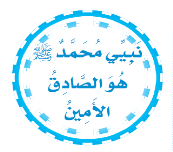 نَبِيِّي مُحَمَّدٌ ﷺ
هُوَ الصَّادِقُ
الأَمِينُ